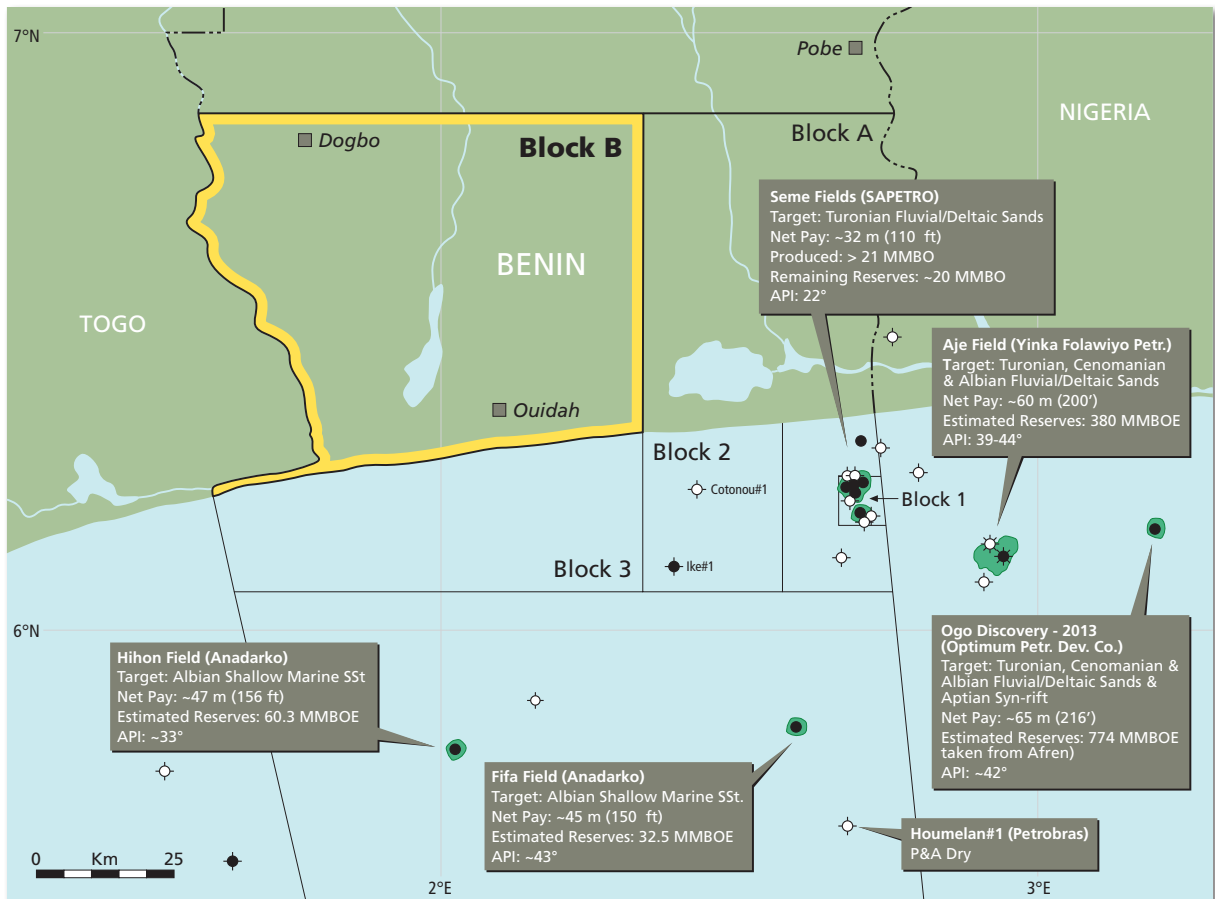 7°N
Pobe
NIGERIA
Block A
Dogbo
Block B
Seme Fields (SAPETRO)
Target: Turonian Fluvial/Deltaic Sands
Net Pay: ~32 m (110 ft)
Produced: > 21 MMBO
Remaining Reserves: ~20 MMBO
API: 22°
BENIN
TOGO
Aje Field (Yinka Folawiyo Petr.)
Target: Turonian, Cenomanian
& Albian Fluvial/Deltaic Sands
Net Pay: ~60 m (200')
Estimated Reserves: 380 MMBOE
API: 39-44°
Ouidah
Block 2
Cotonou#1
Block 1
Block 3
Ike#1
6°N
Ogo Discovery - 2013
(Optimum Petr. Dev. Co.)
Target: Turonian, Cenomanian &
Albian Fluvial/Deltaic Sands &
Aptian Syn-rift
Net Pay: ~65 m (216')
Estimated Reserves: 774 MMBOE
taken from Afren)
API: ~42°
Hihon Field (Anadarko)
Target: Albian Shallow Marine SSt
Net Pay: ~47 m (156 ft)
Estimated Reserves: 60.3 MMBOE
API: ~33°
Fifa Field (Anadarko)
Target: Albian Shallow Marine SSt.
Net Pay: ~45 m (150 ft)
Estimated Reserves: 32.5 MMBOE
API: ~43°
Houmelan#1 (Petrobras)
P&A Dry
0 Km 25
2°E
3°E